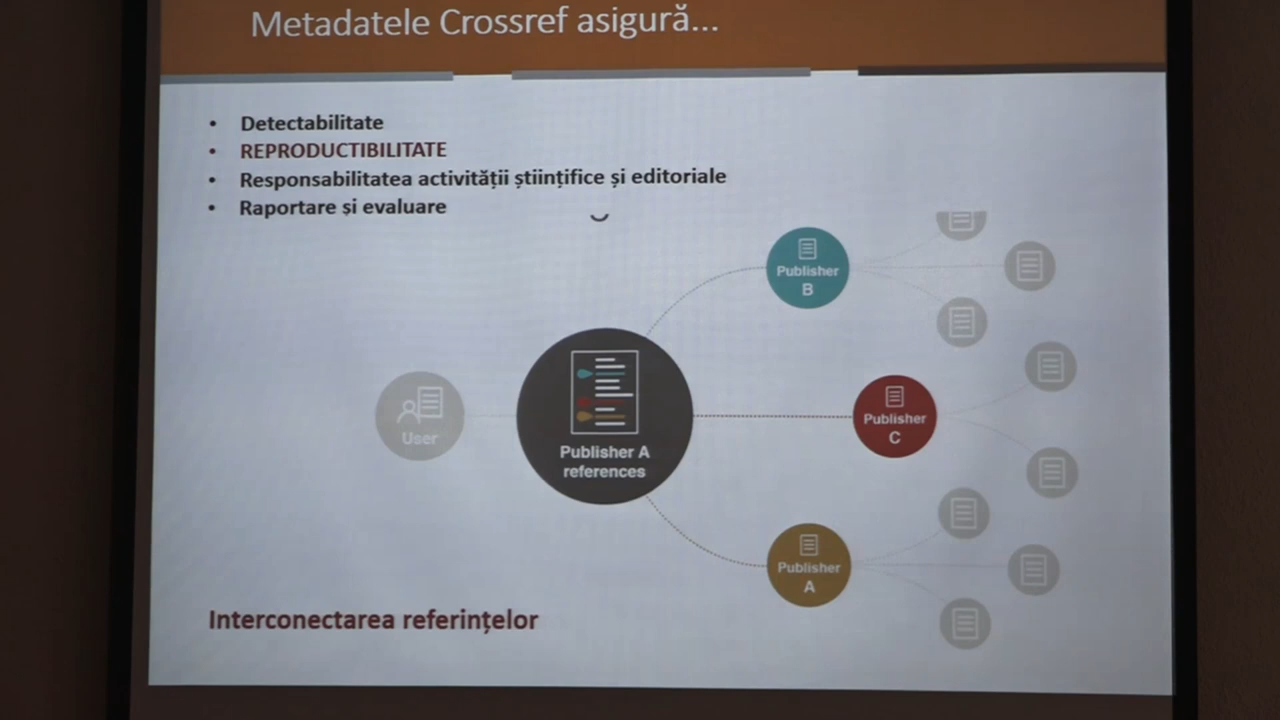 Metadatele Crossref asigură...
• Detectabilitate
• REPRODUCTIBILITATE
• Responsabilitatea activității științifice și editoriale
• Raportare și evaluare
Publisher
B
User
Publisher A
references
Publisher
C
Publisher
A
Interconectarea referințelor